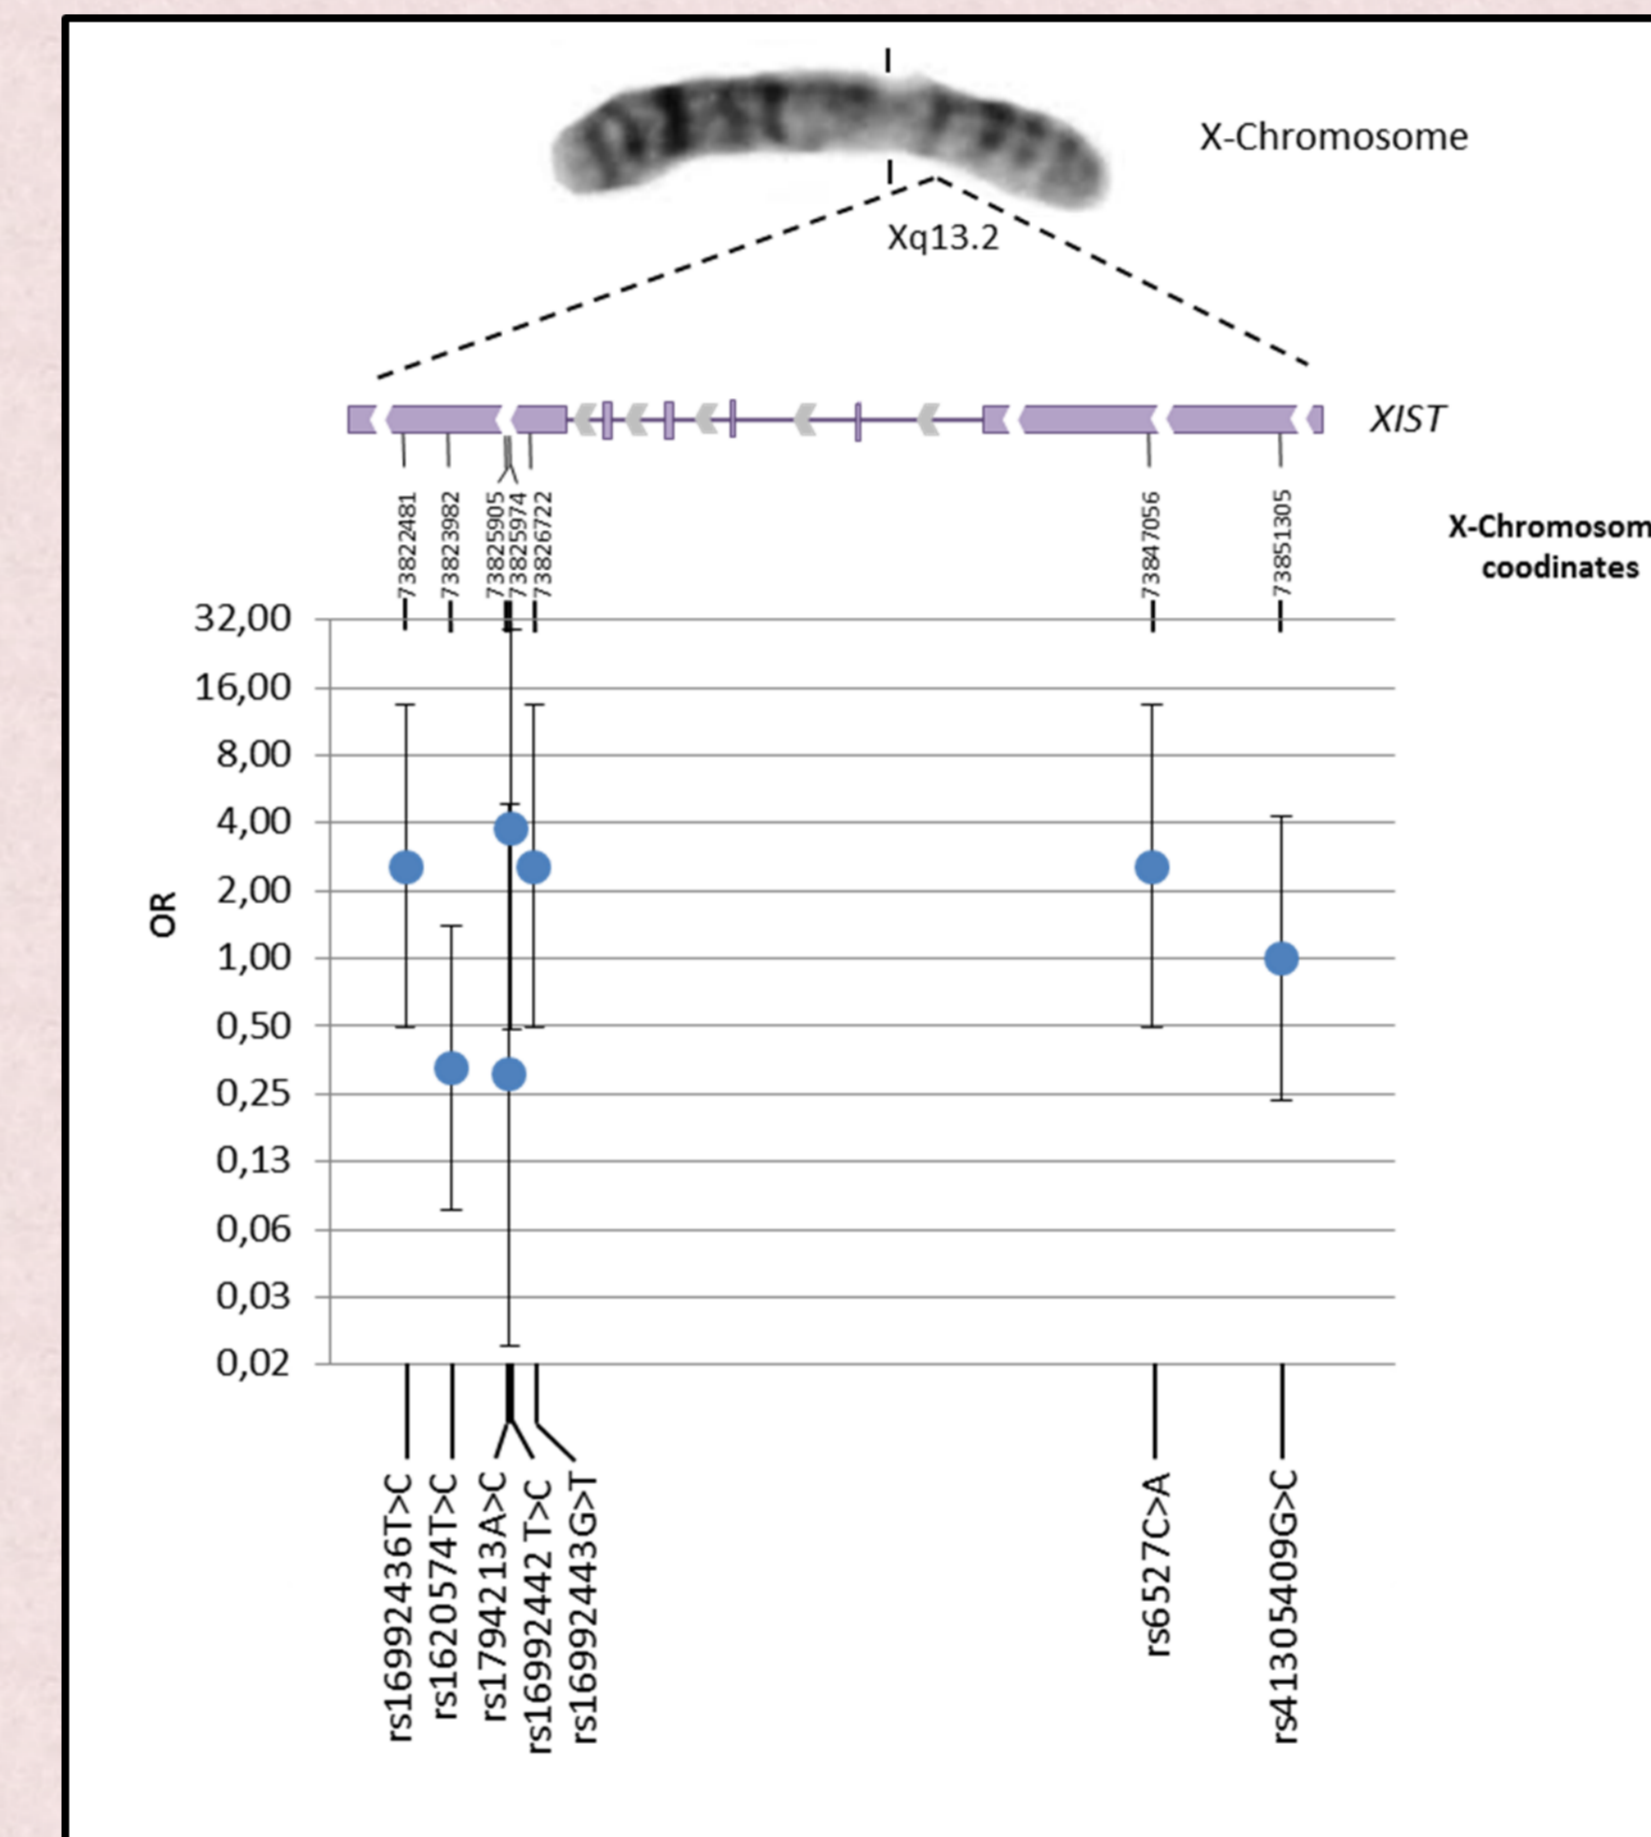 X-Chromosome
Xq13.2
XIST
73822481
73823982
73825905
73825974
73826722
73847056
73851305
X-Chromosom
coodinates
32,00
16,00
8,00
4,00
2,00
1,00
0,50
0,25
0,13
0,06
0,03
0,02
OR
rs16992436T>C
rs1620574T>C
rs1794213A>C
rs16992442 T>C
rs16992443G>T
rs6527C>A
rs41305409G>C